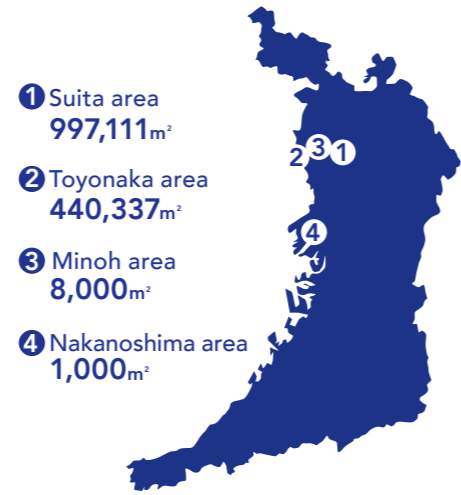 1 Suita area
997,111m²
2 Toyonaka area
440,337m²
3 Minoh area
8,000m²
4 Nakanoshima area
1,000m²
2 3 1
4